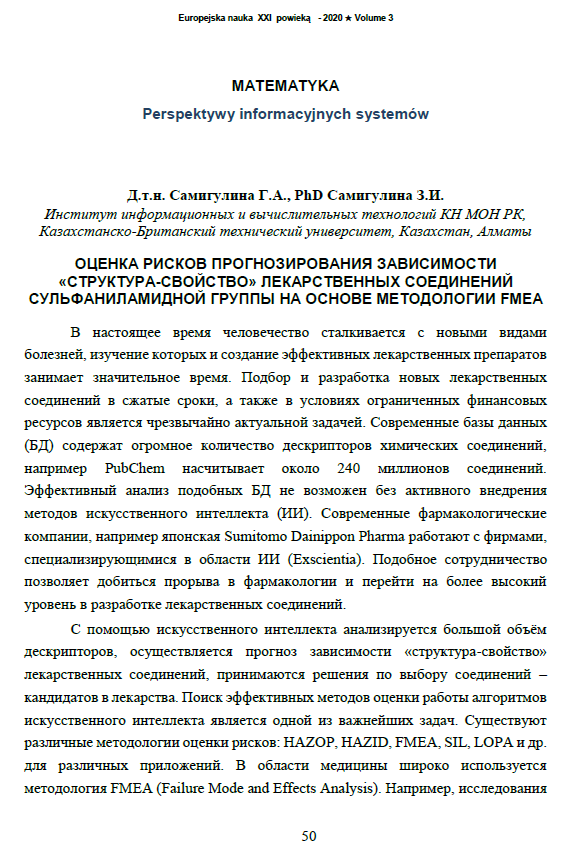 Europejska nauka XXI powieką - 2020 ★ Volume 3
MATEMATYKA
Perspektywy informacyjnych systemów
Д.т.н. Самигулина Г.А., PhD Самигулина З.И.
Институт информационных и вычислительных технологий КН МОН РК,
Казахстанско-Британский технический университет, Казахстан, Алматы
ОЦЕНКА РИСКОВ ПРОГНОЗИРОВАНИЯ ЗАВИСИМОСТИ
«СТРУКТУРА-СВОЙСТВО» ЛЕКАРСТВЕННЫХ СОЕДИНЕНИЙ
СУЛЬФАНИЛАМИДНОЙ ГРУППЫ НА ОСНОВЕ МЕТОДОЛОГИИ FMEA
В настоящее время человечество сталкивается с новыми видами
болезней, изучение которых и создание эффективных лекарственных препаратов
занимает значительное время. Подбор и разработка новых лекарственных
соединений в сжатые сроки, а также в условиях ограниченных финансовых
ресурсов является чрезвычайно актуальной задачей. Современные базы данных
(БД) содержат огромное количество дескрипторов химических соединений,
например PubChem насчитывает около 240 миллионов соединений.
Эффективный анализ подобных БД не возможен без активного внедрения
методов искусственного интеллекта (ИИ). Современные фармакологические
компании, например японская Sumitomo Dainippon Pharma работают с фирмами,
специализирующимися в области ИИ (Exscientia). Подобное сотрудничество
позволяет добиться прорыва в фармакологии и перейти на более высокий
уровень в разработке лекарственных соединений.
С помощью искусственного интеллекта анализируется большой объём
дескрипторов, осуществляется прогноз зависимости «структура-свойство»
лекарственных соединений, принимаются решения по выбору соединений –
кандидатов в лекарства. Поиск эффективных методов оценки работы алгоритмов
искусственного интеллекта является одной из важнейших задач. Существуют
различные методологии оценки рисков: HAZOP, HAZID, FMEA, SIL, LOPA и др.
для различных приложений. В области медицины широко используется
методология FMEA (Failure Mode and Effects Analysis). Например, исследования
50